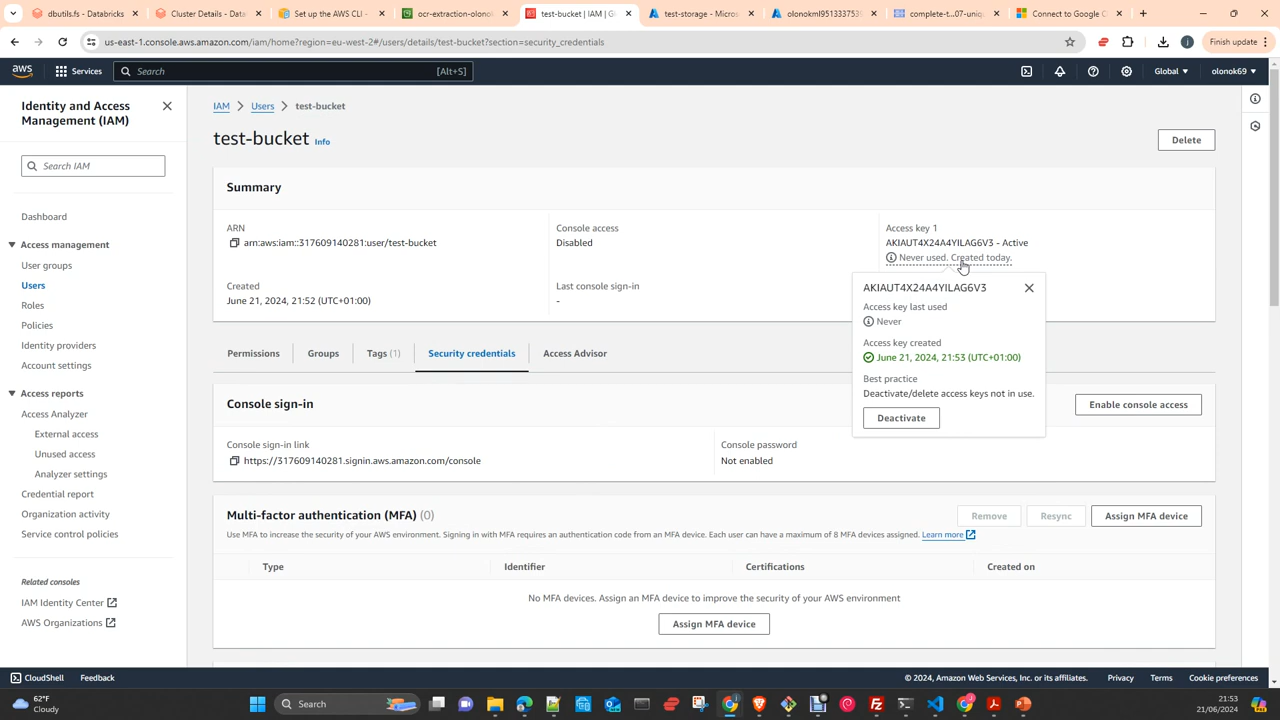 dbutil.fs - Databricks
Cluster Details - Datab
Set up the AWS CLI -
ocr-extraction-olonok
test-bucket | IAM | Gl
test-storage - Micros
olonokml9513337535
complete-t...07-uniq
Connect to Google C
us-east-1.console.aws.amazon.com/iam/home?region=eu-west-2#/users/details/test-bucket?section=security_credentials
Finish update
aws
Services
Search [Alt+S]
Global
olonok69
Identity and Access Management (IAM)
Search IAM
Dashboard
Access management
User groups
Users
Roles
Policies
Identity providers
Account settings
Access reports
Access Analyzer
External access
Unused access
Analyzer settings
Credential report
Organization activity
Service control policies
Related consoles
IAM Identity Center
AWS Organizations
IAM > Users > test-bucket
test-bucket Info
Delete
Summary
ARN
arn:aws:iam::317609140281:user/test-bucket
Console access
Disabled
Access key 1
AKIAUT4X24A4YILAG6V3 - Active
Never used. Created today.
Created
June 21, 2024, 21:52 (UTC+01:00)
Last console sign-in
-
AKIAUT4X24A4YILAG6V3
Access key last used
Never
Access key created
June 21, 2024, 21:53 (UTC+01:00)
Best practice
Deactivate/delete access keys not in use.
Deactivate
Permissions
Groups
Tags (1)
Security credentials
Access Advisor
Console sign-in
Enable console access
Console sign-in link
https://317609140281.signin.aws.amazon.com/console
Console password
Not enabled
Multi-factor authentication (MFA) (0)
Remove
Resync
Assign MFA device
Use MFA to increase the security of your AWS environment. Signing in with MFA requires an authentication code from an MFA device. Each user can have a maximum of 8 MFA devices assigned. Learn more
Type
Identifier
Certifications
Created on
No MFA devices. Assign an MFA device to improve the security of your AWS environment
Assign MFA device
CloudShell
Feedback
© 2024, Amazon Web Services, Inc. or its affiliates.
Privacy
Terms
Cookie preferences
62°F
Cloudy
Search
21:53
21/06/2024